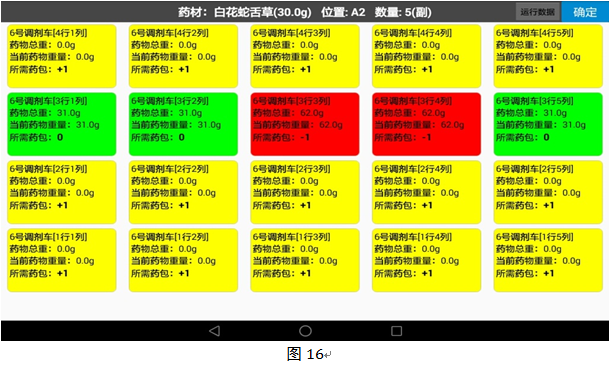 药材：白花蛇舌草(30.0g) 位置: A2 数量: 5(副) 运行数据 确定
6号调剂车[4行1列]
药物总重：0.0g
当前药物重量：0.0g
所需药包：+1
6号调剂车[4行2列]
药物总重：0.0g
当前药物重量：0.0g
所需药包：+1
6号调剂车[4行3列]
药物总重：0.0g
当前药物重量：0.0g
所需药包：+1
6号调剂车[4行4列]
药物总重：0.0g
当前药物重量：0.0g
所需药包：+1
6号调剂车[4行5列]
药物总重：0.0g
当前药物重量：0.0g
所需药包：+1
6号调剂车[3行1列]
药物总重：31.0g
当前药物重量：31.0g
所需药包：0
6号调剂车[3行2列]
药物总重：31.0g
当前药物重量：31.0g
所需药包：0
6号调剂车[3行3列]
药物总重：62.0g
当前药物重量：62.0g
所需药包：-1
6号调剂车[3行4列]
药物总重：62.0g
当前药物重量：62.0g
所需药包：-1
6号调剂车[3行5列]
药物总重：31.0g
当前药物重量：31.0g
所需药包：0
6号调剂车[2行1列]
药物总重：0.0g
当前药物重量：0.0g
所需药包：+1
6号调剂车[2行2列]
药物总重：0.0g
当前药物重量：0.0g
所需药包：+1
6号调剂车[2行3列]
药物总重：0.0g
当前药物重量：0.0g
所需药包：+1
6号调剂车[2行4列]
药物总重：0.0g
当前药物重量：0.0g
所需药包：+1
6号调剂车[2行5列]
药物总重：0.0g
当前药物重量：0.0g
所需药包：+1
6号调剂车[1行1列]
药物总重：0.0g
当前药物重量：0.0g
所需药包：+1
6号调剂车[1行2列]
药物总重：0.0g
当前药物重量：0.0g
所需药包：+1
6号调剂车[1行3列]
药物总重：0.0g
当前药物重量：0.0g
所需药包：+1
6号调剂车[1行4列]
药物总重：0.0g
当前药物重量：0.0g
所需药包：+1
6号调剂车[1行5列]
药物总重：0.0g
当前药物重量：0.0g
所需药包：+1
图 16